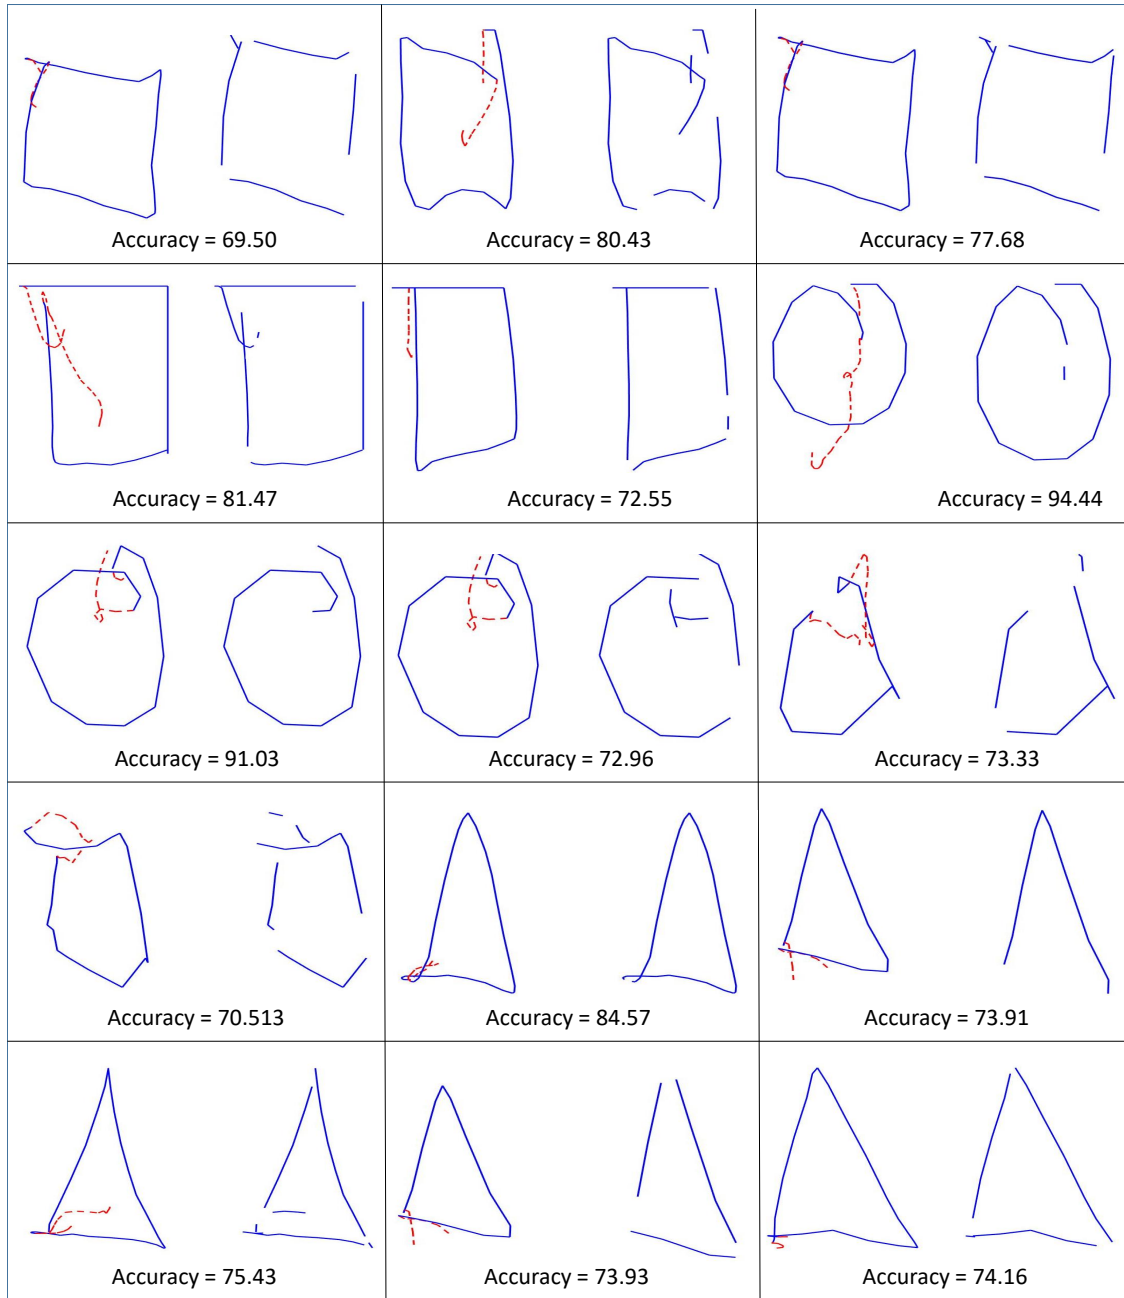 Accuracy = 69.50
Accuracy = 80.43
Accuracy = 77.68
Accuracy = 81.47
Accuracy = 72.55
Accuracy = 94.44
Accuracy = 91.03
Accuracy = 72.96
Accuracy = 73.33
Accuracy = 70.513
Accuracy = 84.57
Accuracy = 73.91
Accuracy = 75.43
Accuracy = 73.93
Accuracy = 74.16